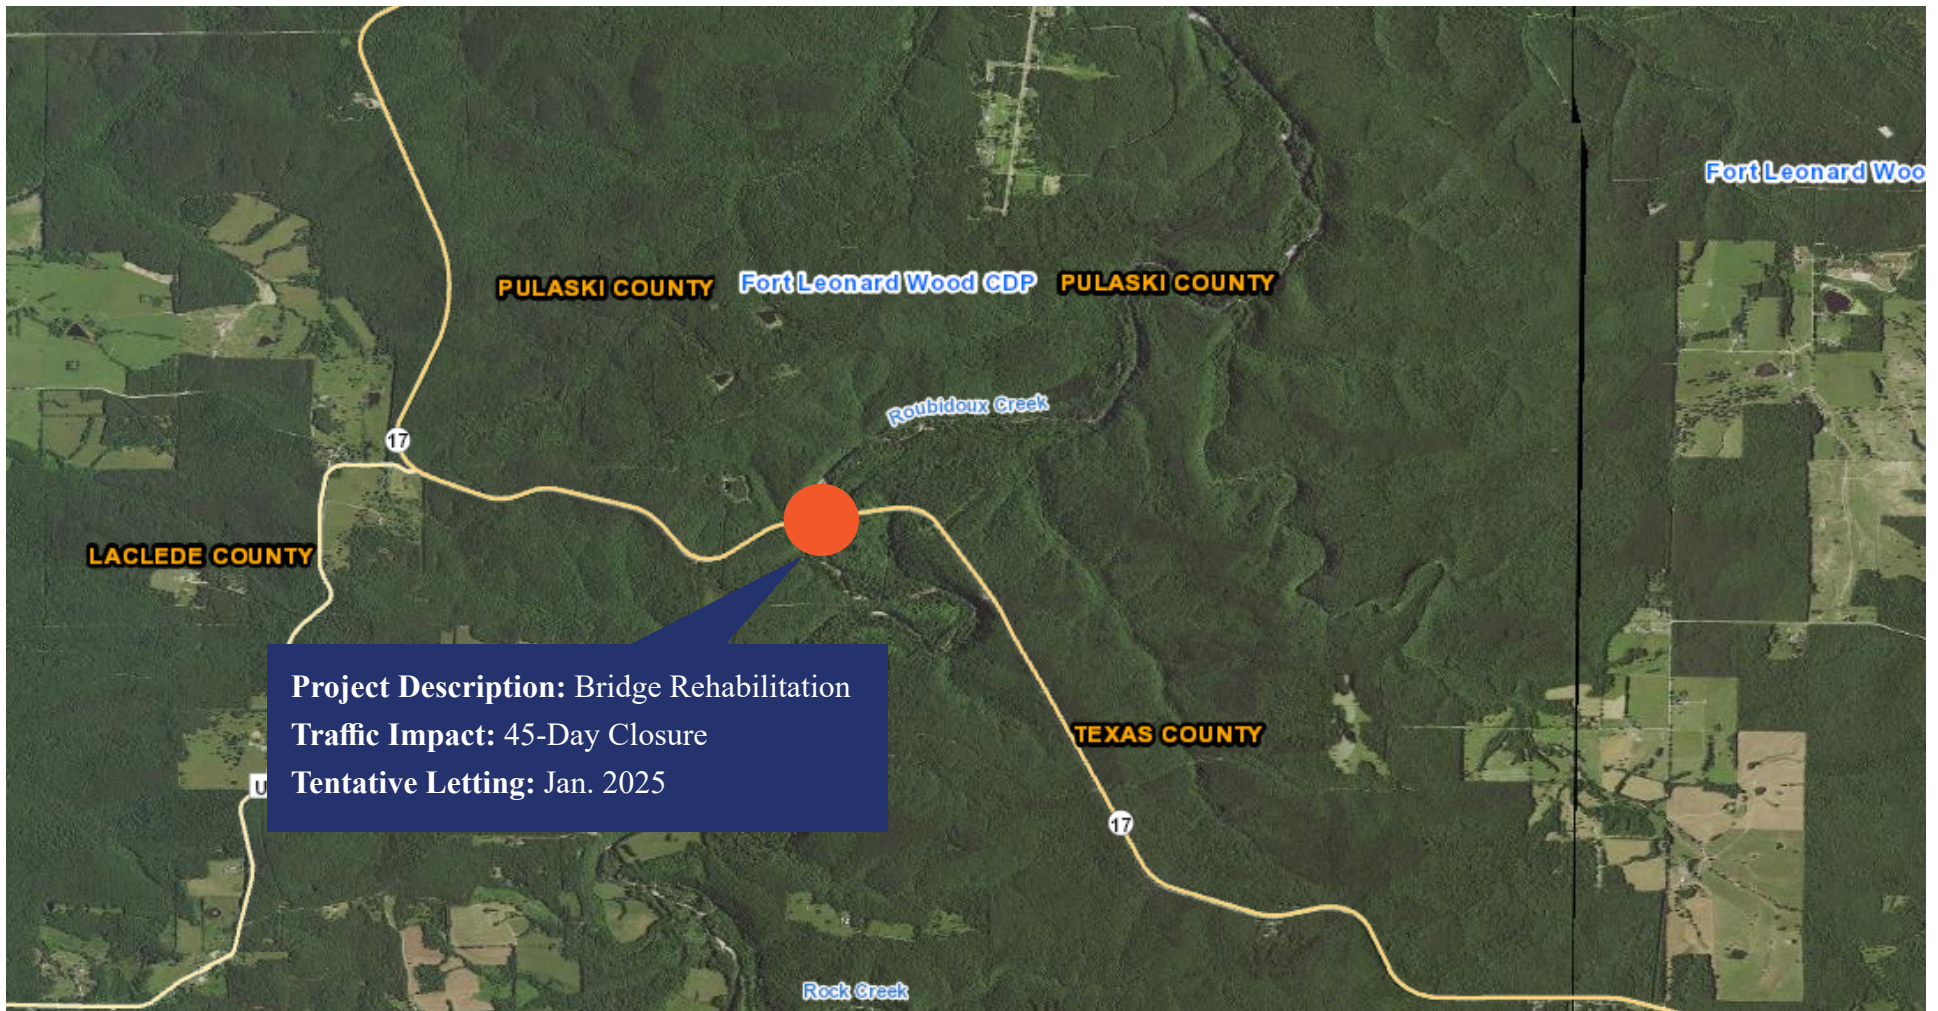 Fort Leonard Woo
PULASKI COUNTY
Fort Leonard Wood CDP
PULASKI COUNTY
Roubidoux Creek
17
LACLEDE COUNTY
Project Description: Bridge Rehabilitation
Traffic Impact: 45-Day Closure
Tentative Letting: Jan. 2025
U
TEXAS COUNTY
17
Rock Creek